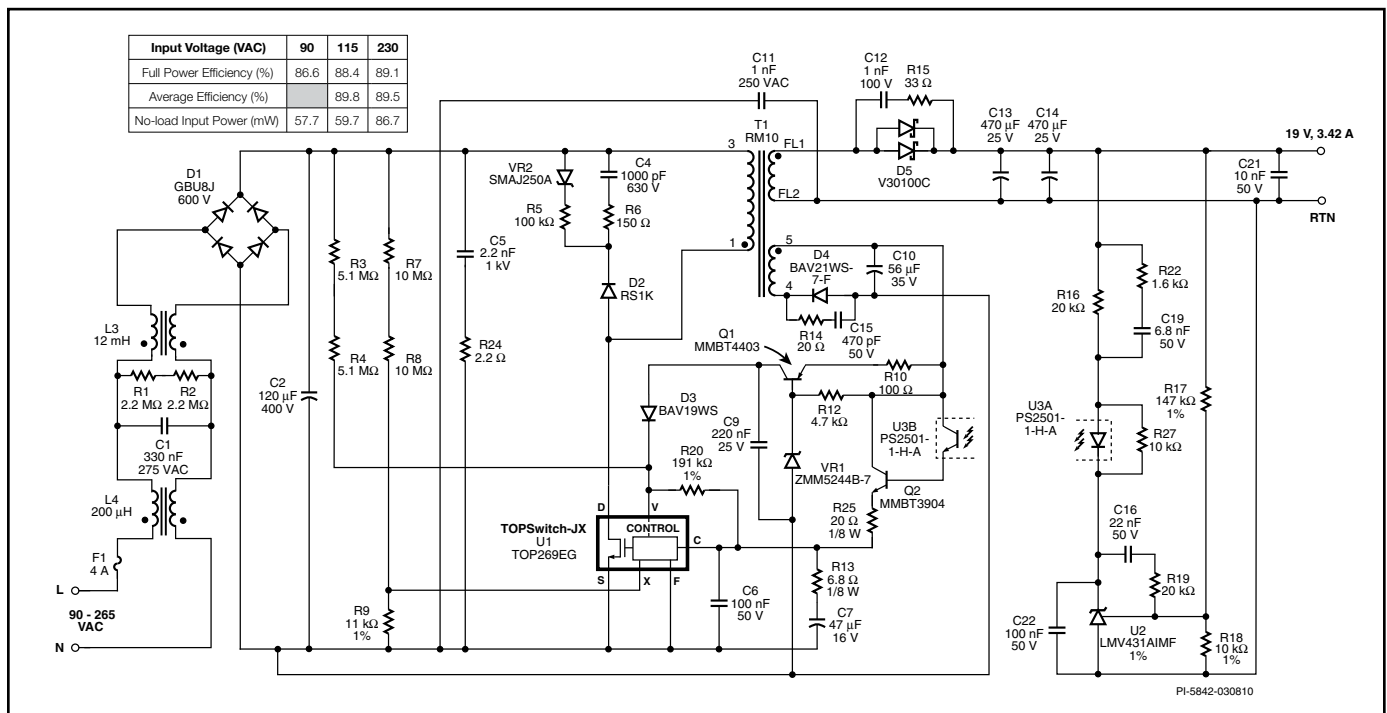 Input Voltage (VAC) 90 115 230
Full Power Efficiency (%) 86.6 88.4 89.1
Average Efficiency (%) 89.8 89.5
No-load Input Power (mW) 57.7 59.7 86.7
C11
1 nF
250 VAC
C12
1 nF
100 V
R15
33 Ω
C13
470 µF
25 V
C14
470 µF
25 V
T1
RM10
3
FL1
FL2
1
5
4
D5
V30100C
19 V, 3.42 A
C21
10 nF
50 V
RTN
D1
GBU8J
600 V
VR2
SMAJ250A
C4
1000 pF
630 V
R5
100 kΩ
R6
150 Ω
C5
2.2 nF
1 kV
R3
5.1 MΩ
R7
10 MΩ
D2
RS1K
D4
BAV21WS-
7-F
C10
56 µF
35 V
R14
20 Ω
C15
470 pF
50 V
R22
1.6 kΩ
R16
20 kΩ
C19
6.8 nF
50 V
L3
12 mH
R1
2.2 MΩ
R2
2.2 MΩ
C1
330 nF
275 VAC
L4
200 µH
F1
4 A
L
90 - 265
VAC
N
C2
120 µF
400 V
R4
5.1 MΩ
R8
10 MΩ
R24
2.2 Ω
Q1
MMBT4403
R10
100 Ω
D3
BAV19WS
C9
220 nF
25 V
R12
4.7 kΩ
U3B
PS2501-
1-H-A
R20
191 kΩ
1%
VR1
ZMM5244B-7
Q2
MMBT3904
R25
20 Ω
1/8 W
U3A
PS2501-
1-H-A
R17
147 kΩ
1%
R27
10 kΩ
TOPSwitch-JX
U1
TOP269EG
D
V
CONTROL
C
S
X
F
R9
11 kΩ
1%
C6
100 nF
50 V
R13
6.8 Ω
1/8 W
C7
47 µF
16 V
C16
22 nF
50 V
R19
20 kΩ
C22
100 nF
50 V
U2
LMV431AIMF
1%
R18
10 kΩ
1%
PI-5842-030810